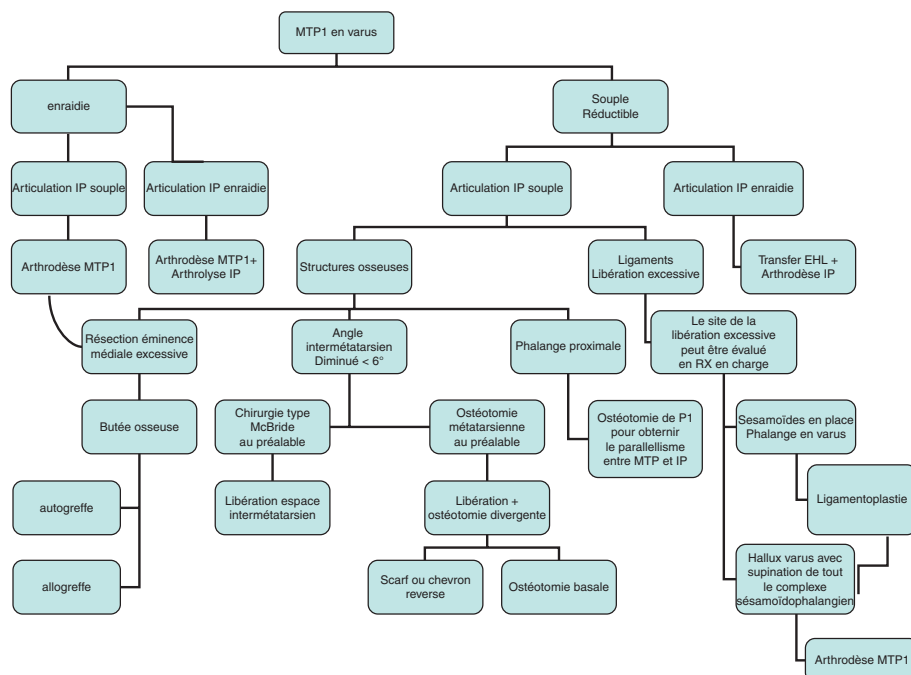 MTP1 en varus
enraidie
Souple
Réductible
Articulation IP souple
Articulation IP enraidie
Articulation IP souple
Articulation IP enraidie
Arthrodèse MTP1
Arthrodèse MTP1+
Arthrolyse IP
Structures osseuses
Ligaments
Libération excessive
Transfer EHL +
Arthrodèse IP
Résection éminence
médiale excessive
Angle
intermétatarsien
Diminué < 6°
Phalange proximale
Le site de la
libération excessive
peut être évalué
en RX en charge
Butée osseuse
Chirurgie type
McBride
au préalable
Ostéotomie
métatarsienne
au préalable
Ostéotomie de P1
pour obternir
le parallellisme
entre MTP et IP
Sesamoïdes en place
Phalange en varus
autogreffe
Libération espace
intermétatarsien
Libération +
ostéotomie divergente
Ligamentoplastie
allogreffe
Scarf ou chevron
reverse
Ostéotomie basale
Hallux varus avec
supination de tout
le complexe
sésamoïdophalangien
Arthrodèse MTP1